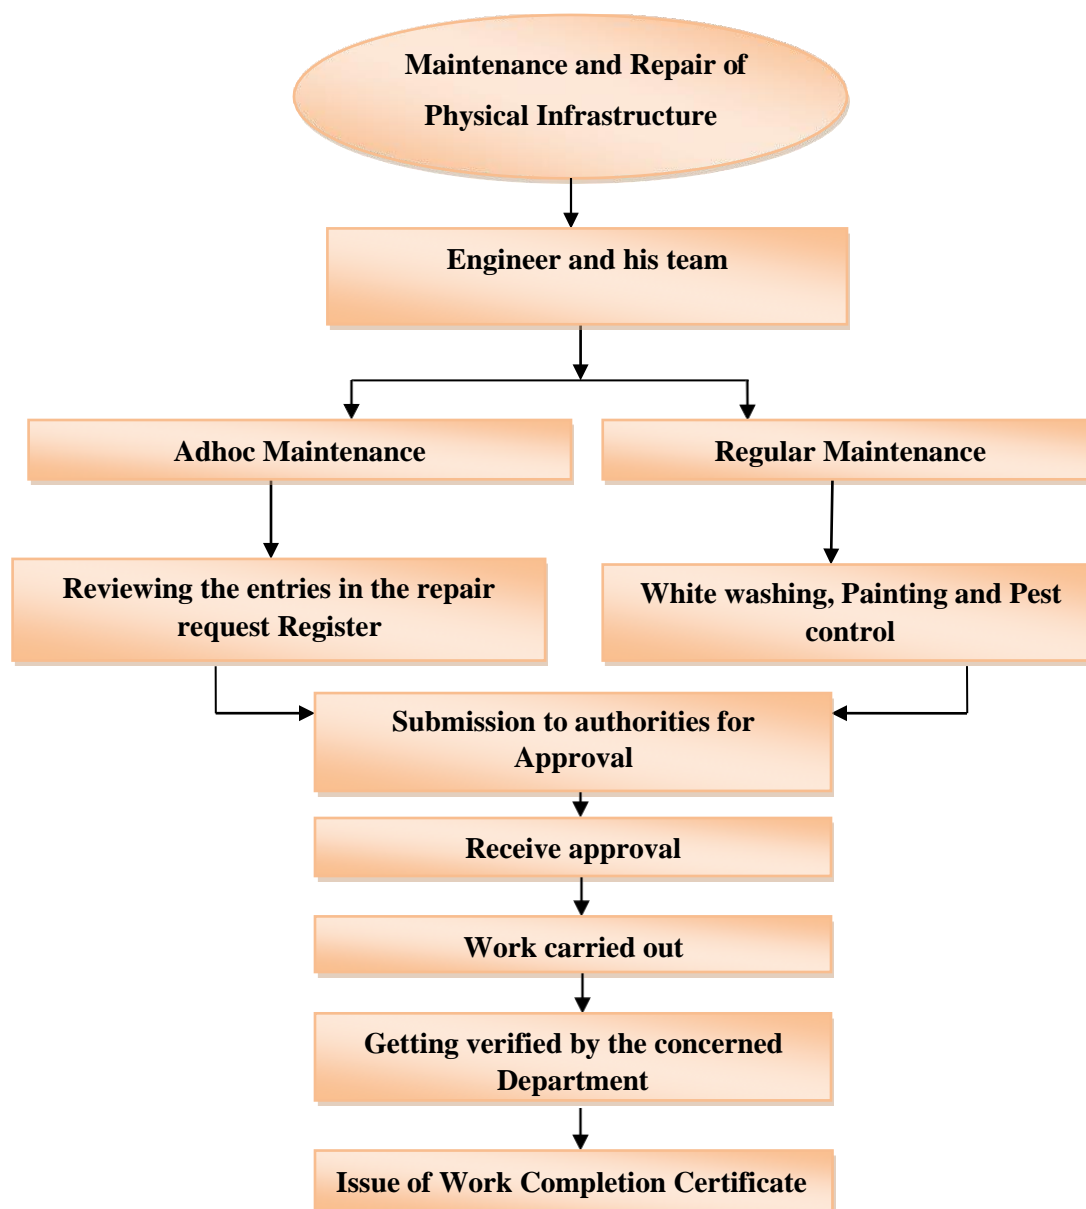 Maintenance and Repair of
Physical Infrastructure
Engineer and his team
Adhoc Maintenance
Regular Maintenance
Reviewing the entries in the repair
request Register
White washing, Painting and Pest
control
Submission to authorities for
Approval
Receive approval
Work carried out
Getting verified by the concerned
Department
Issue of Work Completion Certificate